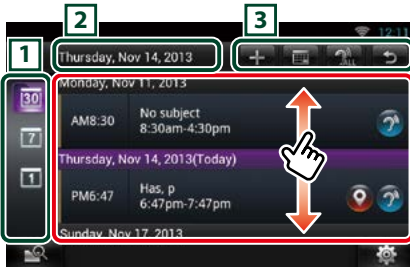 2
3
1
12:11
Thursday, Nov 14, 2013
ALL
Monday, Nov 11, 2013
30
AM8:30
No subject
8:30am-4:30pm
7
Thursday, Nov 14, 2013(Today)
1
PM6:47
Has, p
6:47pm-7:47pm
Sunday, Nov 17, 2013